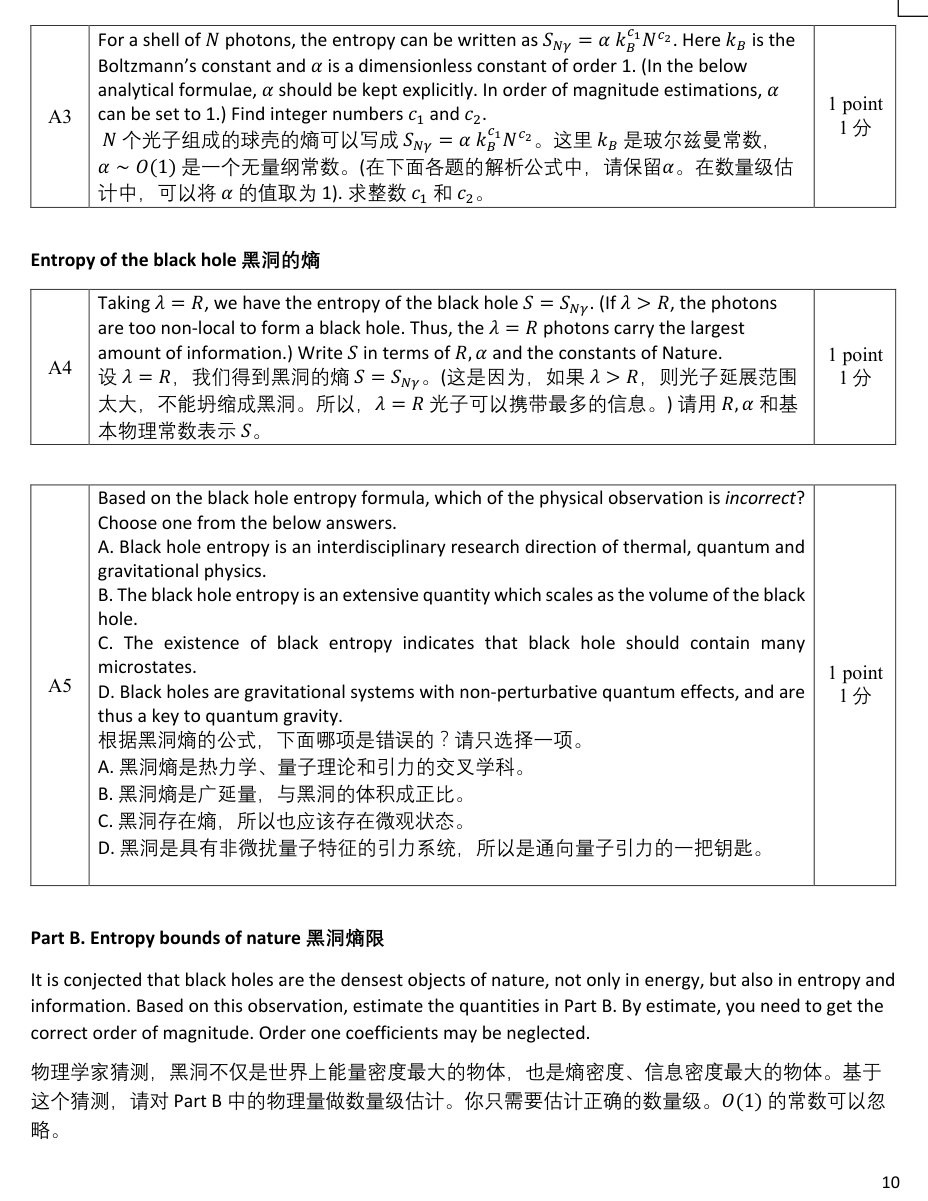 A3
For a shell of N photons, the entropy can be written as S_{Nγ} = α k_B^{c_1} N^{c_2}. Here k_B is the
Boltzmann’s constant and α is a dimensionless constant of order 1. (In the below
analytical formulae, α should be kept explicitly. In order of magnitude estimations, α
can be set to 1.) Find integer numbers c_1 and c_2.
N 个光子组成的球壳的熵可以写成 S_{Nγ} = α k_B^{c_1} N^{c_2}。这里 k_B 是玻尔兹曼常数，
α ~ O(1) 是一个无量纲常数。(在下面各题的解析公式中，请保留α。在数量级估
计中，可以将 α 的值取为 1). 求整数 c_1 和 c_2。
1 point
1 分
Entropy of the black hole 黑洞的熵
A4
Taking λ = R, we have the entropy of the black hole S = S_{Nγ}. (If λ > R, the photons
are too non-local to form a black hole. Thus, the λ = R photons carry the largest
amount of information.) Write S in terms of R, α and the constants of Nature.
设 λ = R，我们得到黑洞的熵 S = S_{Nγ}。(这是因为，如果 λ > R，则光子延展范围
太大，不能坍缩成黑洞。所以，λ = R 光子可以携带最多的信息。) 请用 R, α 和基
本物理常数表示 S。
1 point
1 分
A5
Based on the black hole entropy formula, which of the physical observation is incorrect?
Choose one from the below answers.
A. Black hole entropy is an interdisciplinary research direction of thermal, quantum and
gravitational physics.
B. The black hole entropy is an extensive quantity which scales as the volume of the black
hole.
C. The existence of black entropy indicates that black hole should contain many
microstates.
D. Black holes are gravitational systems with non-perturbative quantum effects, and are
thus a key to quantum gravity.
根据黑洞熵的公式，下面哪项是错误的？请只选择一项。
A. 黑洞熵是热力学、量子理论和引力的交叉学科。
B. 黑洞熵是广延量，与黑洞的体积成正比。
C. 黑洞存在熵，所以也应该存在微观状态。
D. 黑洞是具有非微扰量子特征的引力系统，所以是通向量子引力的一把钥匙。
1 point
1 分
Part B. Entropy bounds of nature 黑洞熵限
It is conjected that black holes are the densest objects of nature, not only in energy, but also in entropy and
information. Based on this observation, estimate the quantities in Part B. By estimate, you need to get the
correct order of magnitude. Order one coefficients may be neglected.
物理学家猜测，黑洞不仅是世界上能量密度最大的物体，也是熵密度、信息密度最大的物体。基于
这个猜测，请对 Part B 中的物理量做数量级估计。你只需要估计正确的数量级。O(1) 的常数可以忽
略。
10